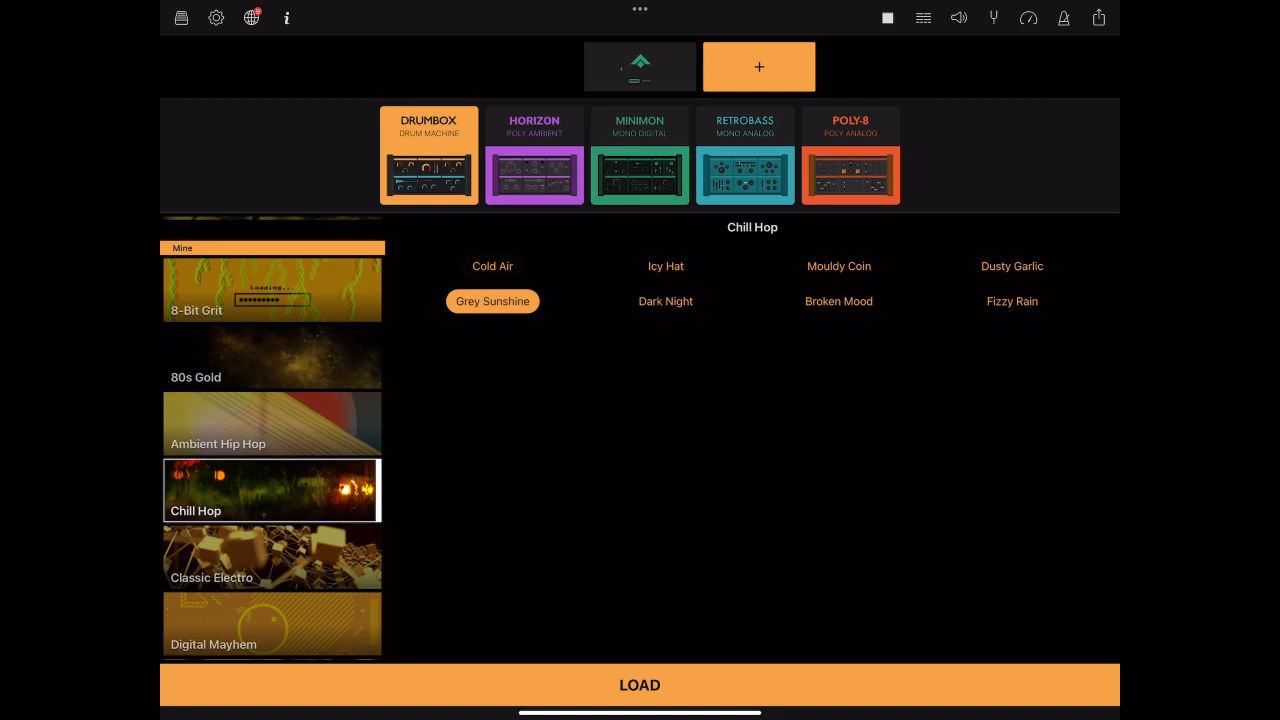 9
+
DRUMBOX
DRUM MACHINE
HORIZON
POLY AMBIENT
MINIMON
MONO DIGITAL
RETROBASS
MONO ANALOG
POLY-8
POLY ANALOG
Mine
Loading...
8-Bit Grit
80s Gold
Ambient Hip Hop
Chill Hop
Classic Electro
Digital Mayhem
Chill Hop
Cold Air
Icy Hat
Mouldy Coin
Dusty Garlic
Grey Sunshine
Dark Night
Broken Mood
Fizzy Rain
LOAD